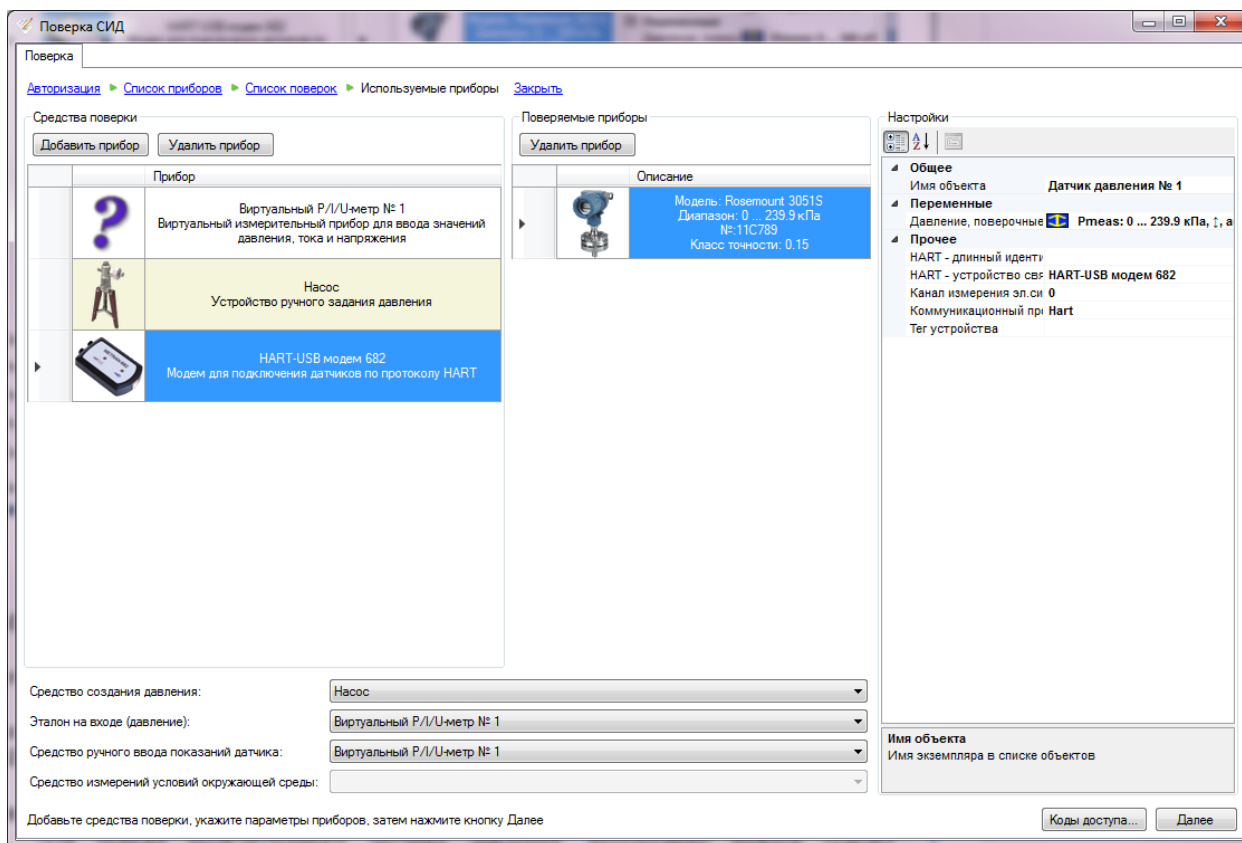 Поверка СИД
Поверка
Авторизация Список приборов Список поверок Используемые приборы Закрыть
Средства поверки
Добавить прибор Удалить прибор
Прибор
Виртуальный P/I/U-метр № 1
Виртуальный измерительный прибор для ввода значений
давления, тока и напряжения
Насос
Устройство ручного задания давления
HART-USB модем 682
Модем для подключения датчиков по протоколу HART
Поверяемые приборы
Удалить прибор
Описание
Модель: Rosemount 3051S
Диапазон: 0 ... 239.9 кПа
№:11C789
Класс точности: 0.15
Настройки
Общее
Имя объекта Датчик давления № 1
Переменные
Давление, поверочные Pmeas: 0 ... 239.9 кПа, ↕, а
Прочее
HART - длинный иденти
HART - устройство свя HART-USB модем 682
Канал измерения эл.си 0
Коммуникационный про Hart
Тег устройства
Средство создания давления: Насос
Эталон на входе (давление): Виртуальный P/I/U-метр № 1
Средство ручного ввода показаний датчика: Виртуальный P/I/U-метр № 1
Средство измерений условий окружающей среды:
Имя объекта
Имя экземпляра в списке объектов
Добавьте средства поверки, укажите параметры приборов, затем нажмите кнопку Далее
Коды доступа... Далее